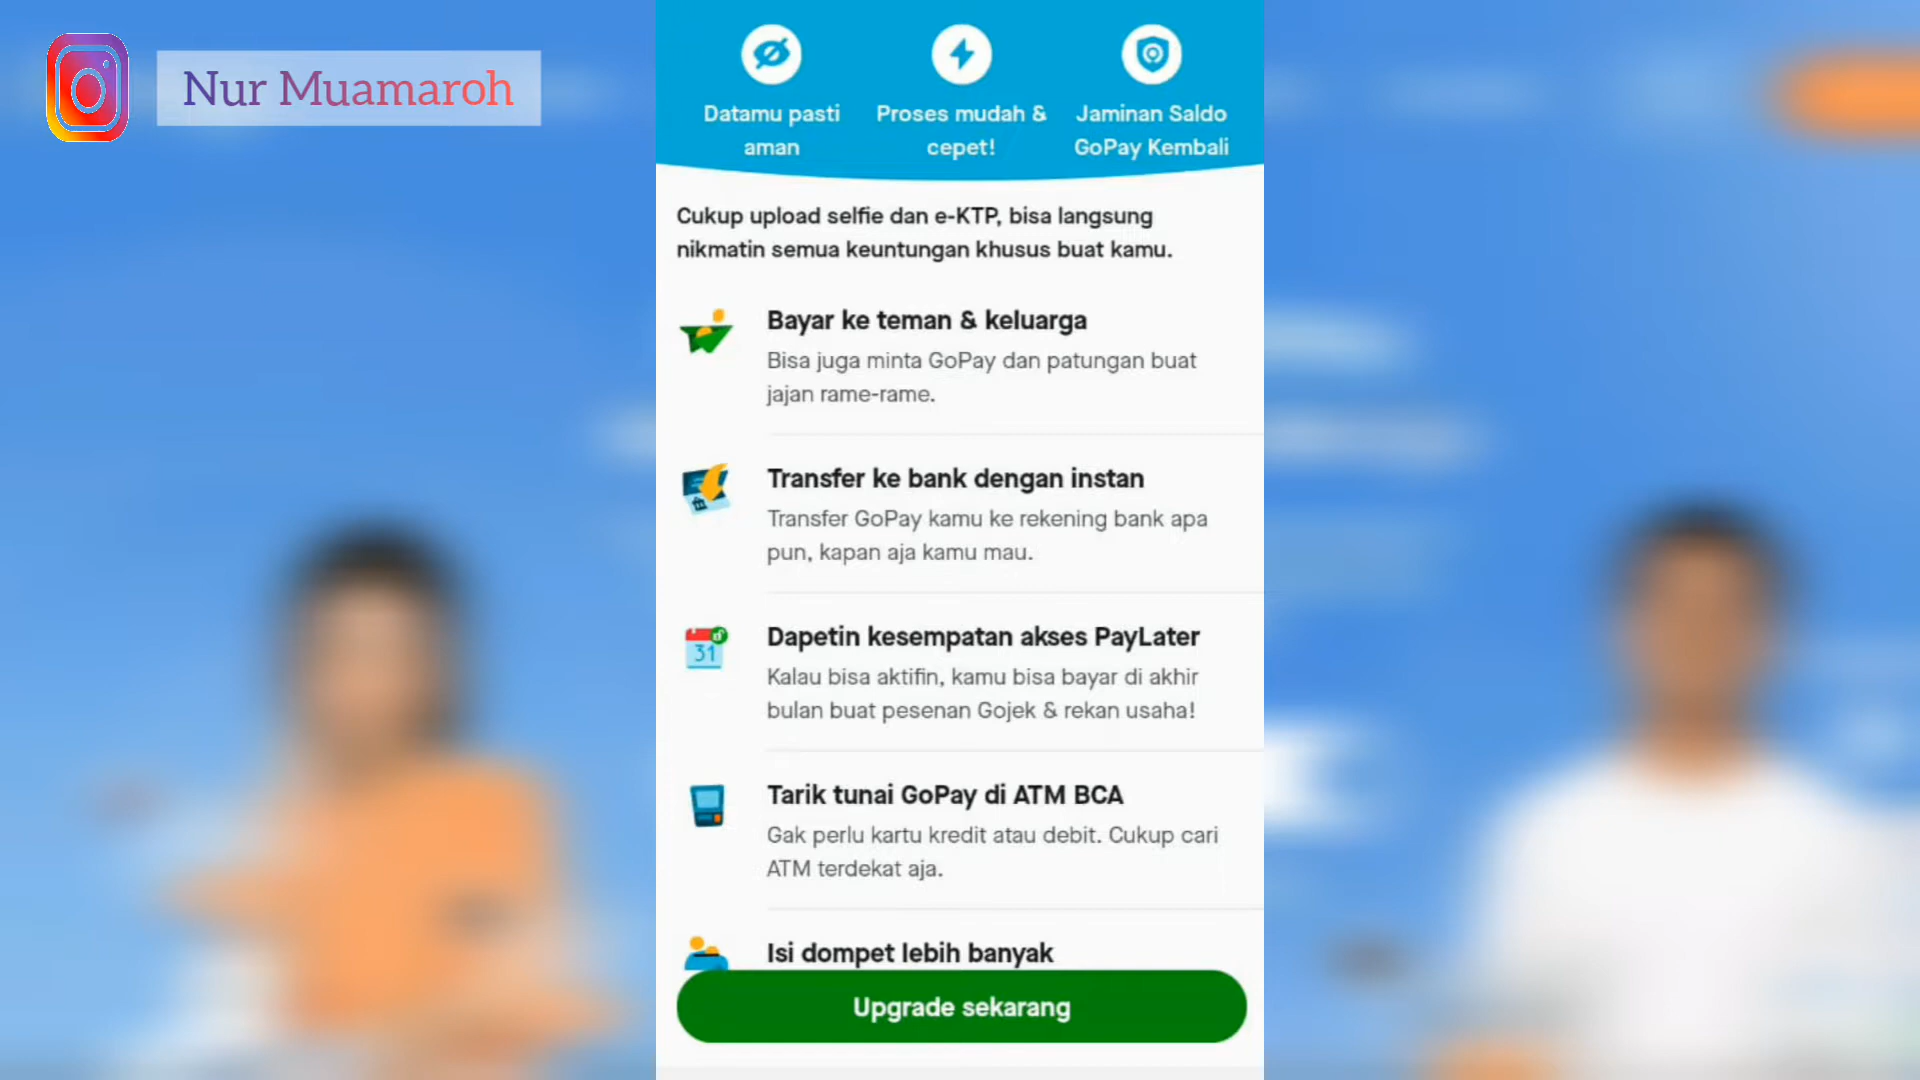 Nur Muamaroh
Datamu pasti
aman
Proses mudah &
cepet!
Jaminan Saldo
GoPay Kembali
Cukup upload selfie dan e-KTP, bisa langsung
nikmatin semua keuntungan khusus buat kamu.
Bayar ke teman & keluarga
Bisa juga minta GoPay dan patungan buat
jajan rame-rame.
Transfer ke bank dengan instan
Transfer GoPay kamu ke rekening bank apa
pun, kapan aja kamu mau.
31
Dapetin kesempatan akses PayLater
Kalau bisa aktifin, kamu bisa bayar di akhir
bulan buat pesenan Gojek & rekan usaha!
Tarik tunai GoPay di ATM BCA
Gak perlu kartu kredit atau debit. Cukup cari
ATM terdekat aja.
Isi dompet lebih banyak
Upgrade sekarang